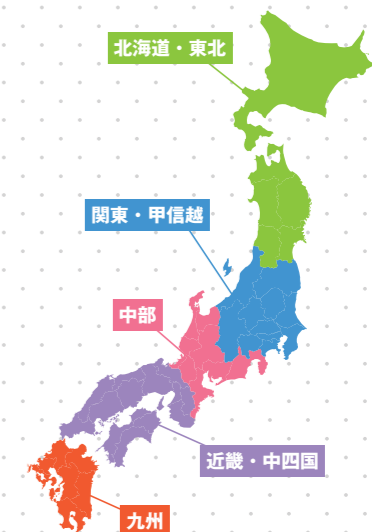 北海道・東北
関東・甲信越
中部
近畿・中四国
九州